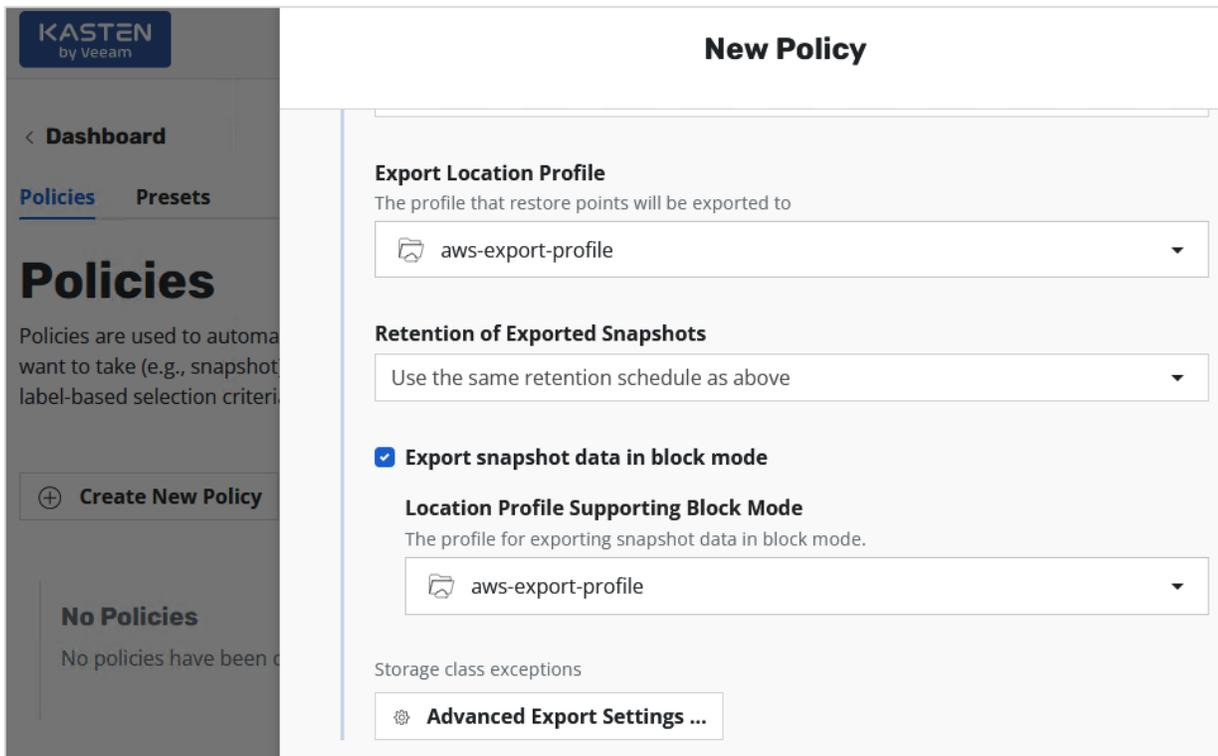 KASTEN
by Veeam
Dashboard
Policies Presets
Policies
Policies are used to automa
want to take (e.g., snapshot
label-based selection criteri
Create New Policy
No Policies
No policies have been
New Policy
Export Location Profile
The profile that restore points will be exported to
aws-export-profile
Retention of Exported Snapshots
Use the same retention schedule as above
Export snapshot data in block mode
Location Profile Supporting Block Mode
The profile for exporting snapshot data in block mode.
aws-export-profile
Storage class exceptions
Advanced Export Settings ...